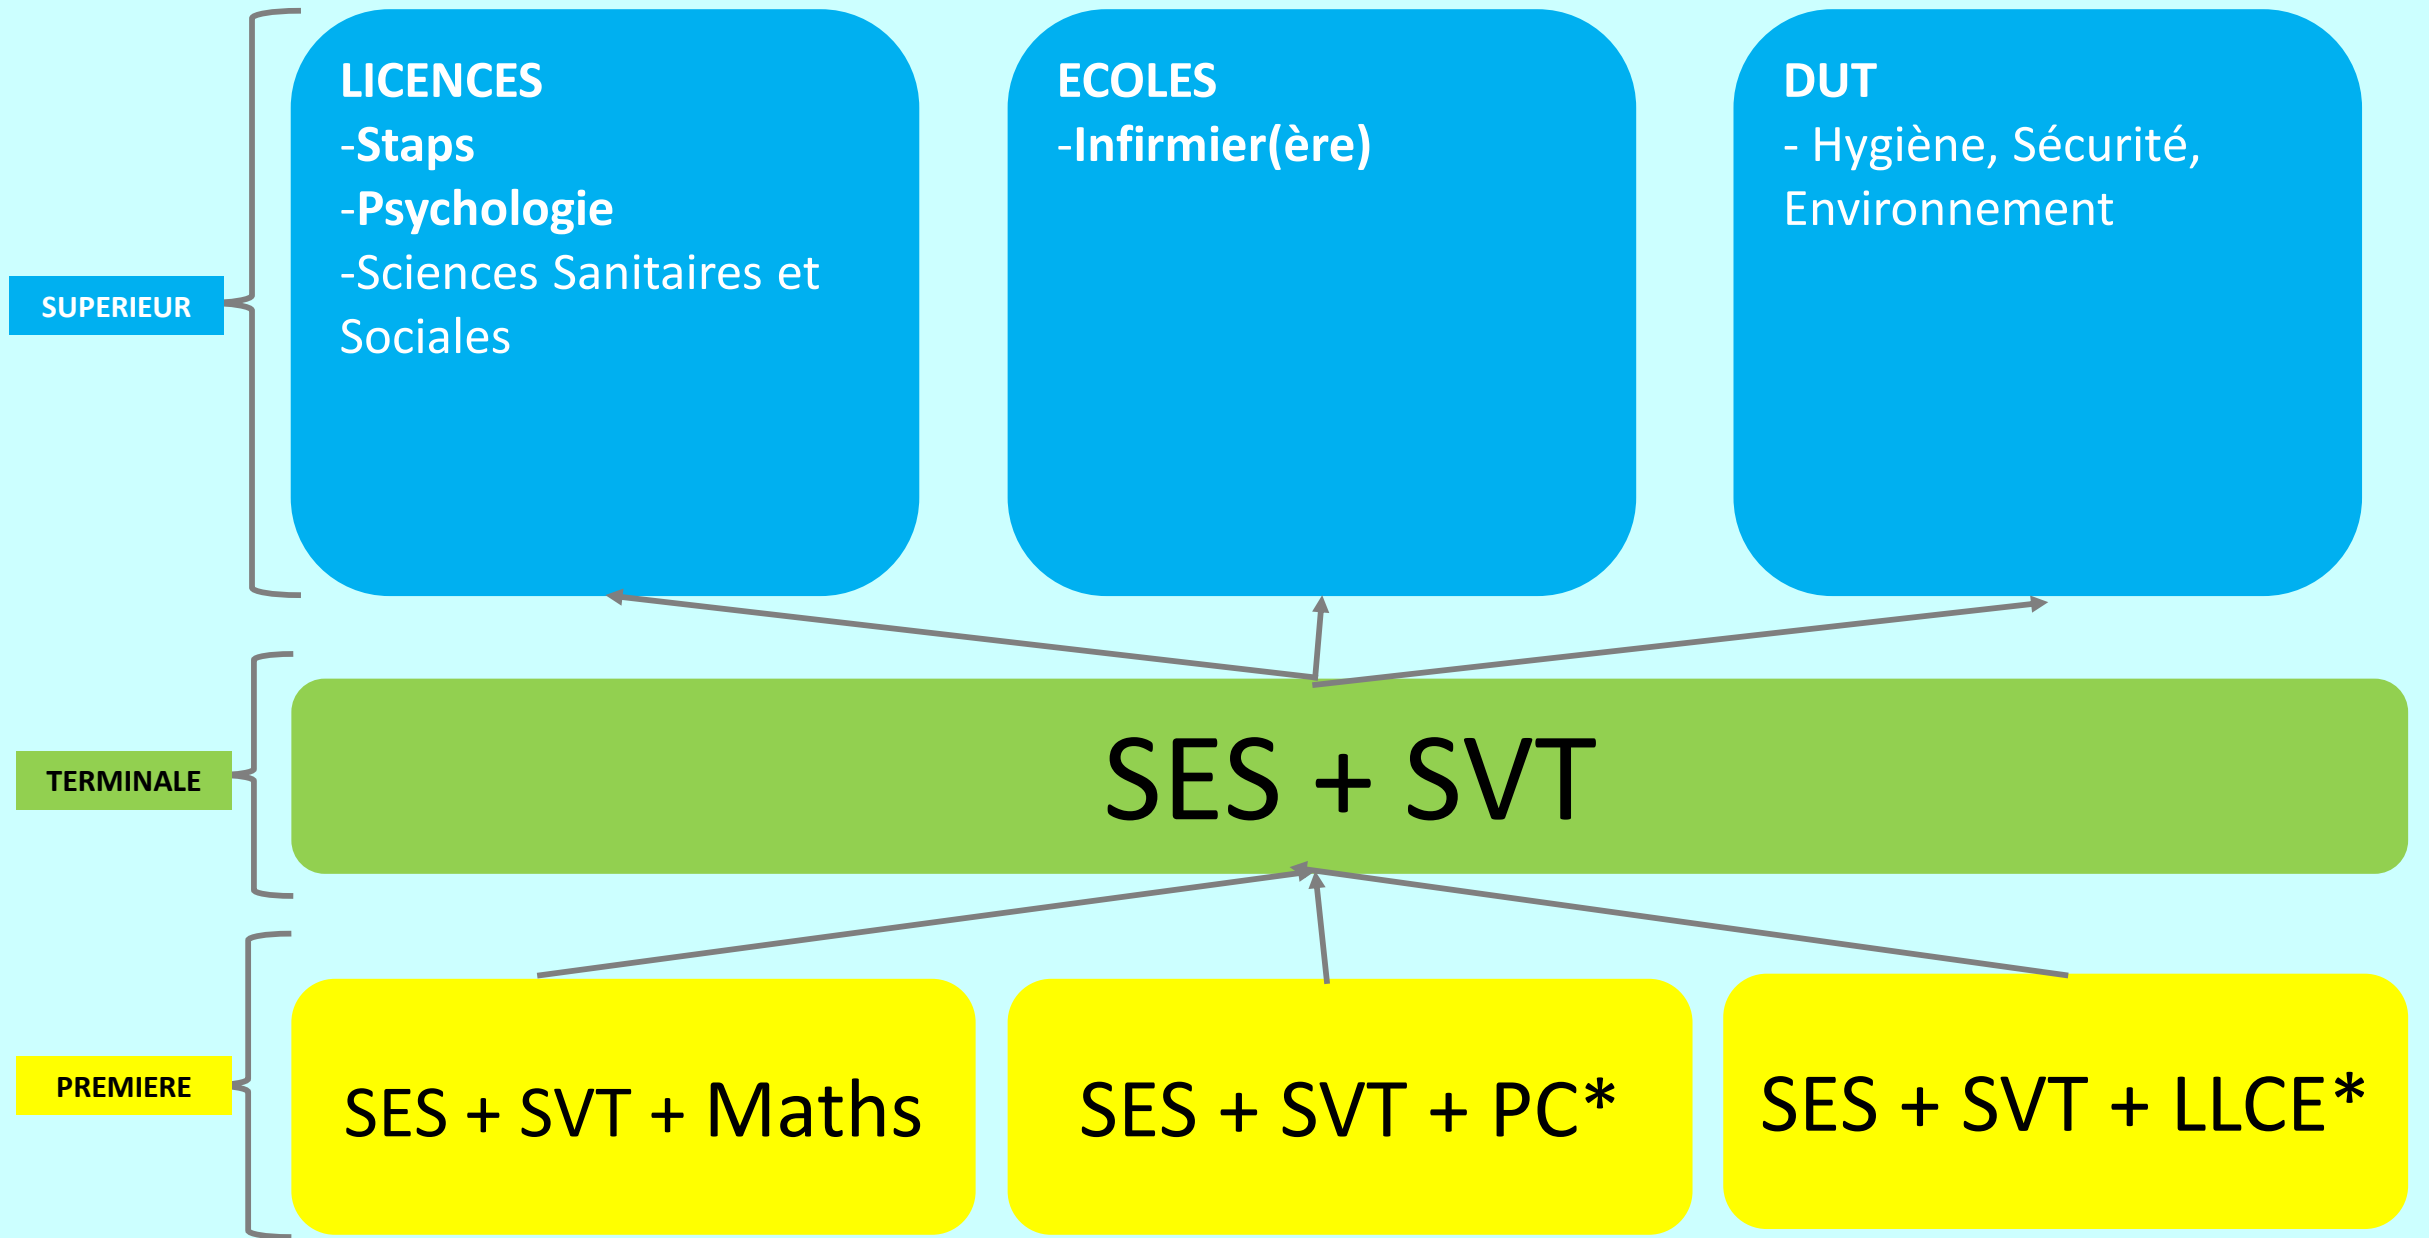 LICENCES
-Staps
-Psychologie
-Sciences Sanitaires et
Sociales
ECOLES
-Infirmier(ère)
DUT
- Hygiène, Sécurité,
Environnement
SUPERIEUR
TERMINALE
SES + SVT
PREMIERE
SES + SVT + Maths
SES + SVT + PC*
SES + SVT + LLCE*